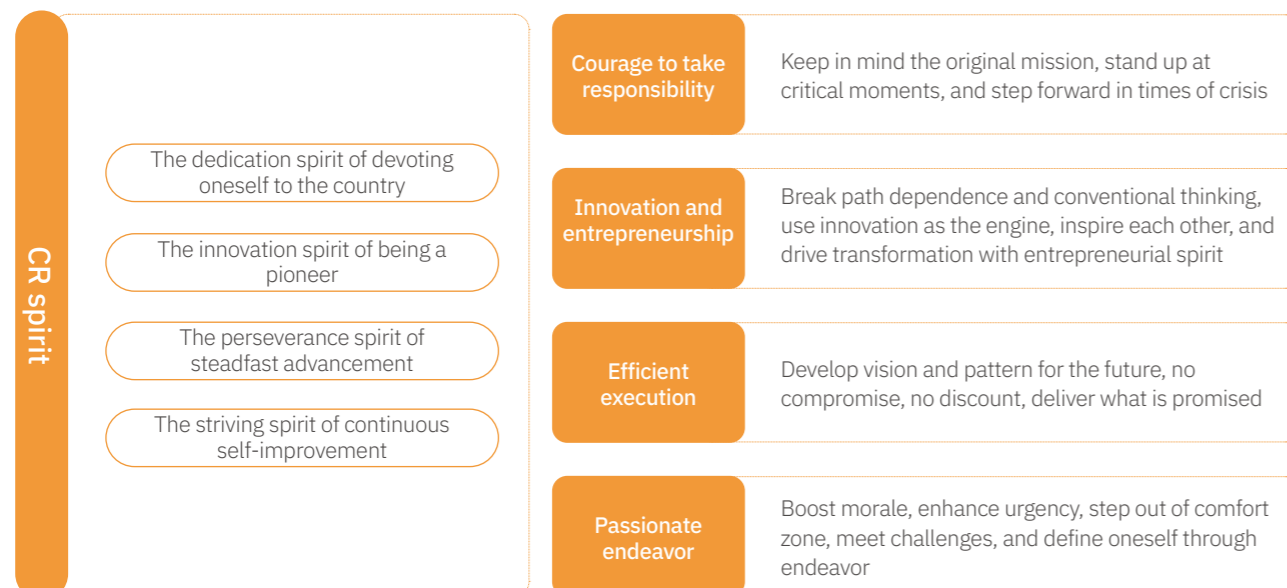 CR spirit
The dedication spirit of devoting
oneself to the country
The innovation spirit of being a
pioneer
The perseverance spirit of
steadfast advancement
The striving spirit of continuous
self-improvement
Courage to take
responsibility
Keep in mind the original mission, stand up at
critical moments, and step forward in times of crisis
Innovation and
entrepreneurship
Break path dependence and conventional thinking,
use innovation as the engine, inspire each other, and
drive transformation with entrepreneurial spirit
Efficient
execution
Develop vision and pattern for the future, no
compromise, no discount, deliver what is promised
Passionate
endeavor
Boost morale, enhance urgency, step out of comfort
zone, meet challenges, and define oneself through
endeavor